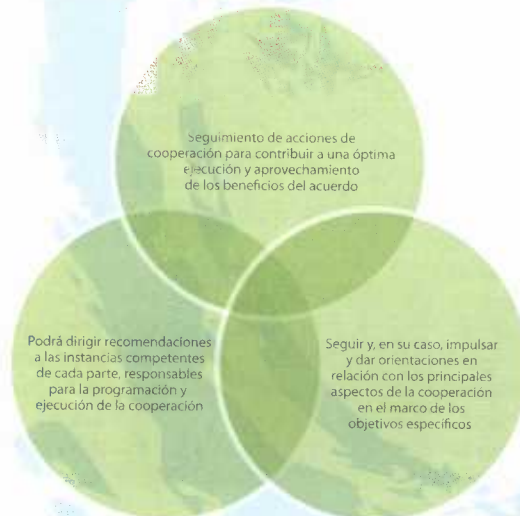 Seguimiento de acciones de
cooperación para contribuir a una óptima
ejecución y aprovechamiento
de los beneficios del acuerdo
Podrá dirigir recomendaciones
a las instancias competentes
de cada parte, responsables
para la programación y
ejecución de la cooperación
Seguir y, en su caso, impulsar
y dar orientaciones en
relación con los principales
aspectos de la cooperación
en el marco de los
objetivos específicos